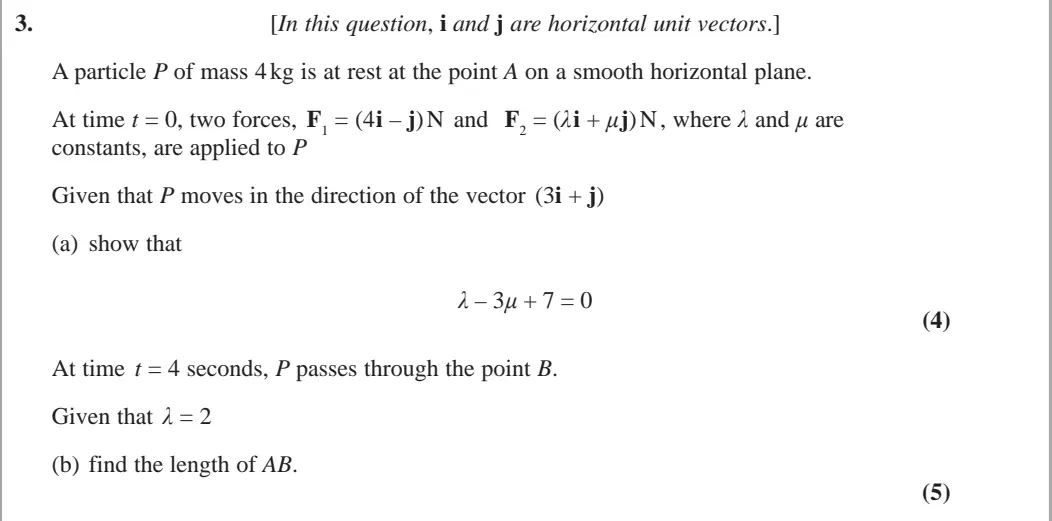 3. [In this question, i and j are horizontal unit vectors.]
A particle P of mass 4 kg is at rest at the point A on a smooth horizontal plane.
At time t = 0, two forces, F₁ = (4i – j) N and F₂ = (λi + μj) N, where λ and μ are
constants, are applied to P
Given that P moves in the direction of the vector (3i + j)
(a) show that
λ – 3μ + 7 = 0
(4)
At time t = 4 seconds, P passes through the point B.
Given that λ = 2
(b) find the length of AB.
(5)